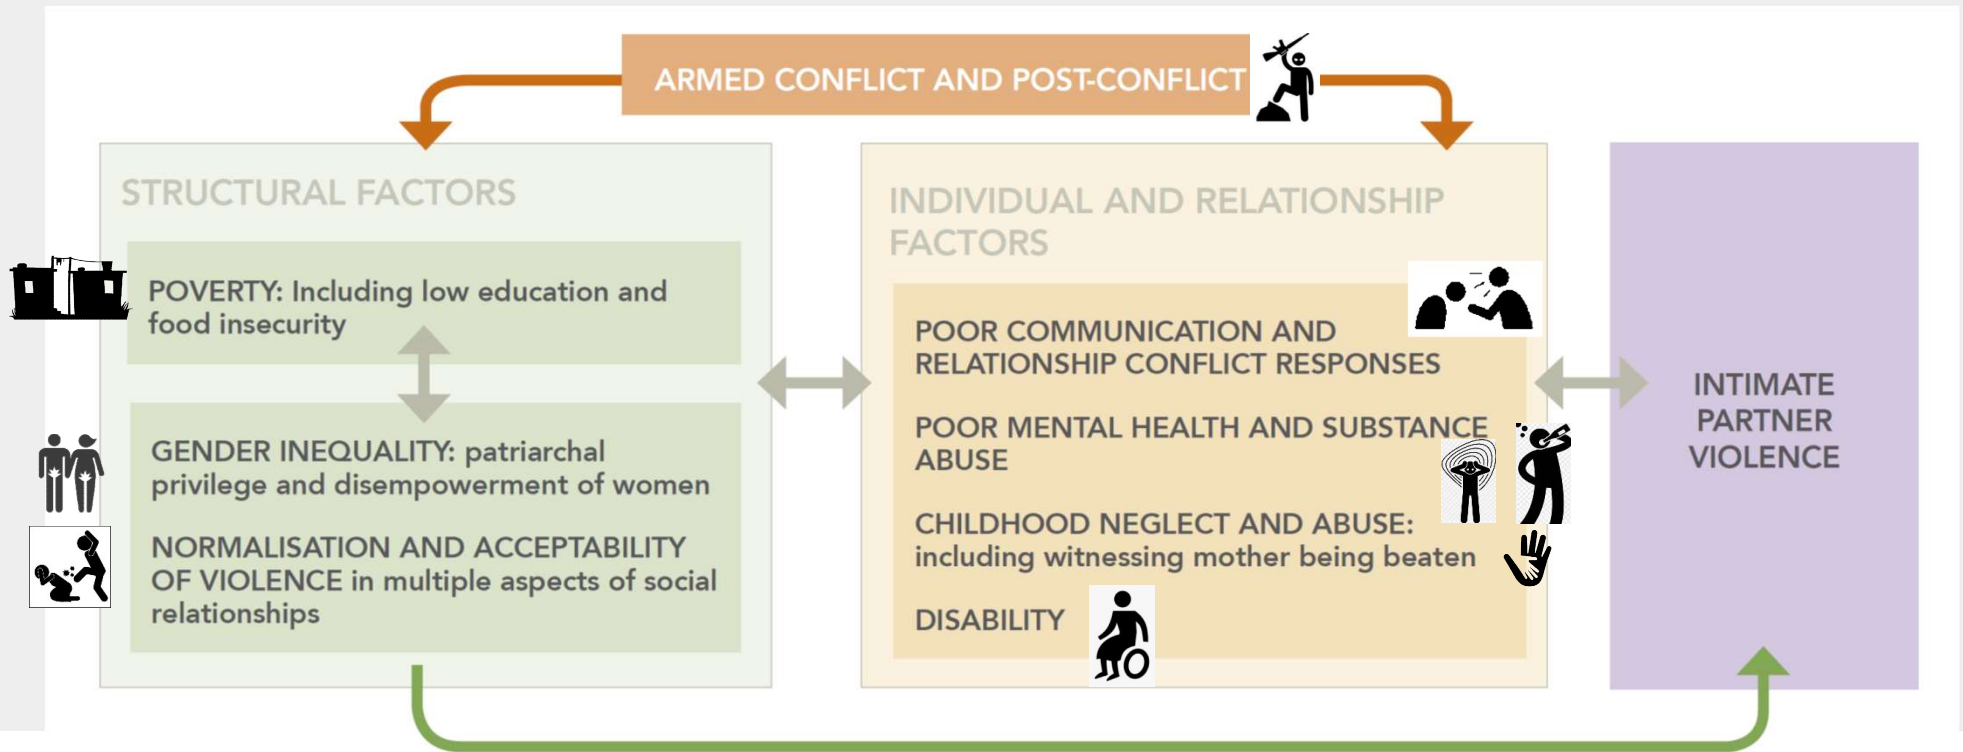 ARMED CONFLICT AND POST-CONFLICT
STRUCTURAL FACTORS
POVERTY: Including low education and
food insecurity
GENDER INEQUALITY: patriarchal
privilege and disempowerment of women
NORMALISATION AND ACCEPTABILITY
OF VIOLENCE in multiple aspects of social
relationships
INDIVIDUAL AND RELATIONSHIP
FACTORS
POOR COMMUNICATION AND
RELATIONSHIP CONFLICT RESPONSES
POOR MENTAL HEALTH AND SUBSTANCE
ABUSE
CHILDHOOD NEGLECT AND ABUSE:
including witnessing mother being beaten
DISABILITY
INTIMATE
PARTNER
VIOLENCE